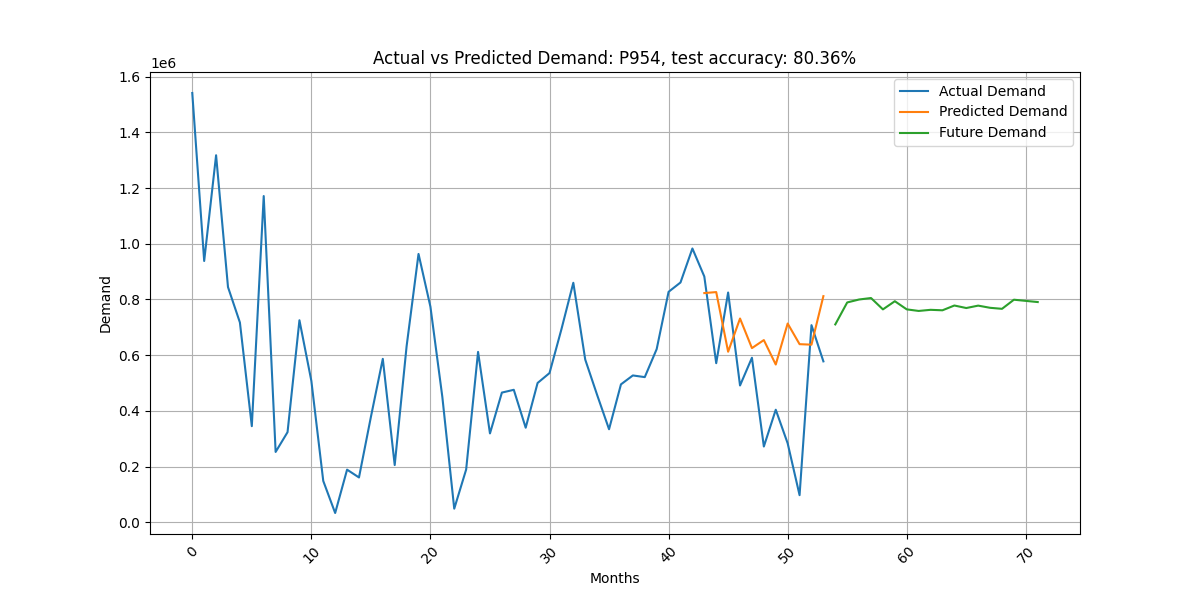 Actual vs Predicted Demand: P954, test accuracy: 80.36%
1e6
1.6
1.4
1.2
1.0
0.8
0.6
0.4
0.2
0.0
Demand
Actual Demand
Predicted Demand
Future Demand
0 10 20 30 40 50 60 70
Months